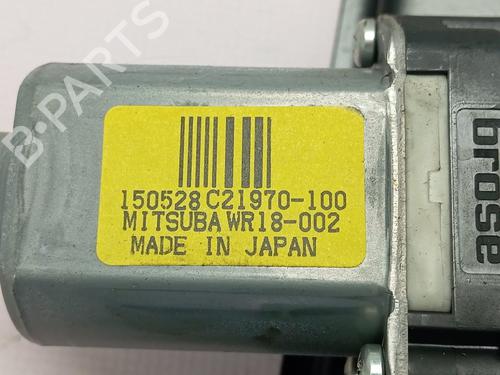 B-PARTS
150528 C21970-100
MITSUBA WR18-002
MADE IN JAPAN
brose